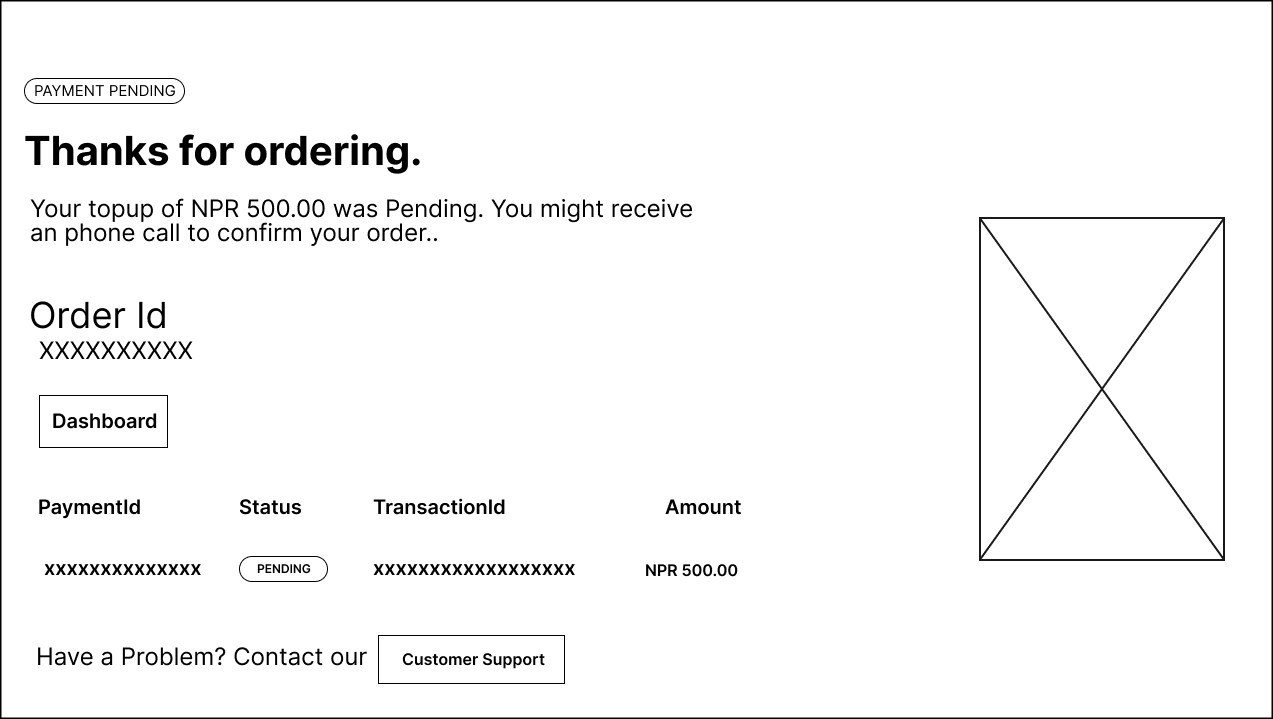 PAYMENT PENDING
Thanks for ordering.
Your topup of NPR 500.00 was Pending. You might receive
an phone call to confirm your order..
Order Id
XXXXXXXXXX
Dashboard
PaymentId Status TransactionId Amount
XXXXXXXXXXXXXX PENDING XXXXXXXXXXXXXXXXXX NPR 500.00
Have a Problem? Contact our Customer Support